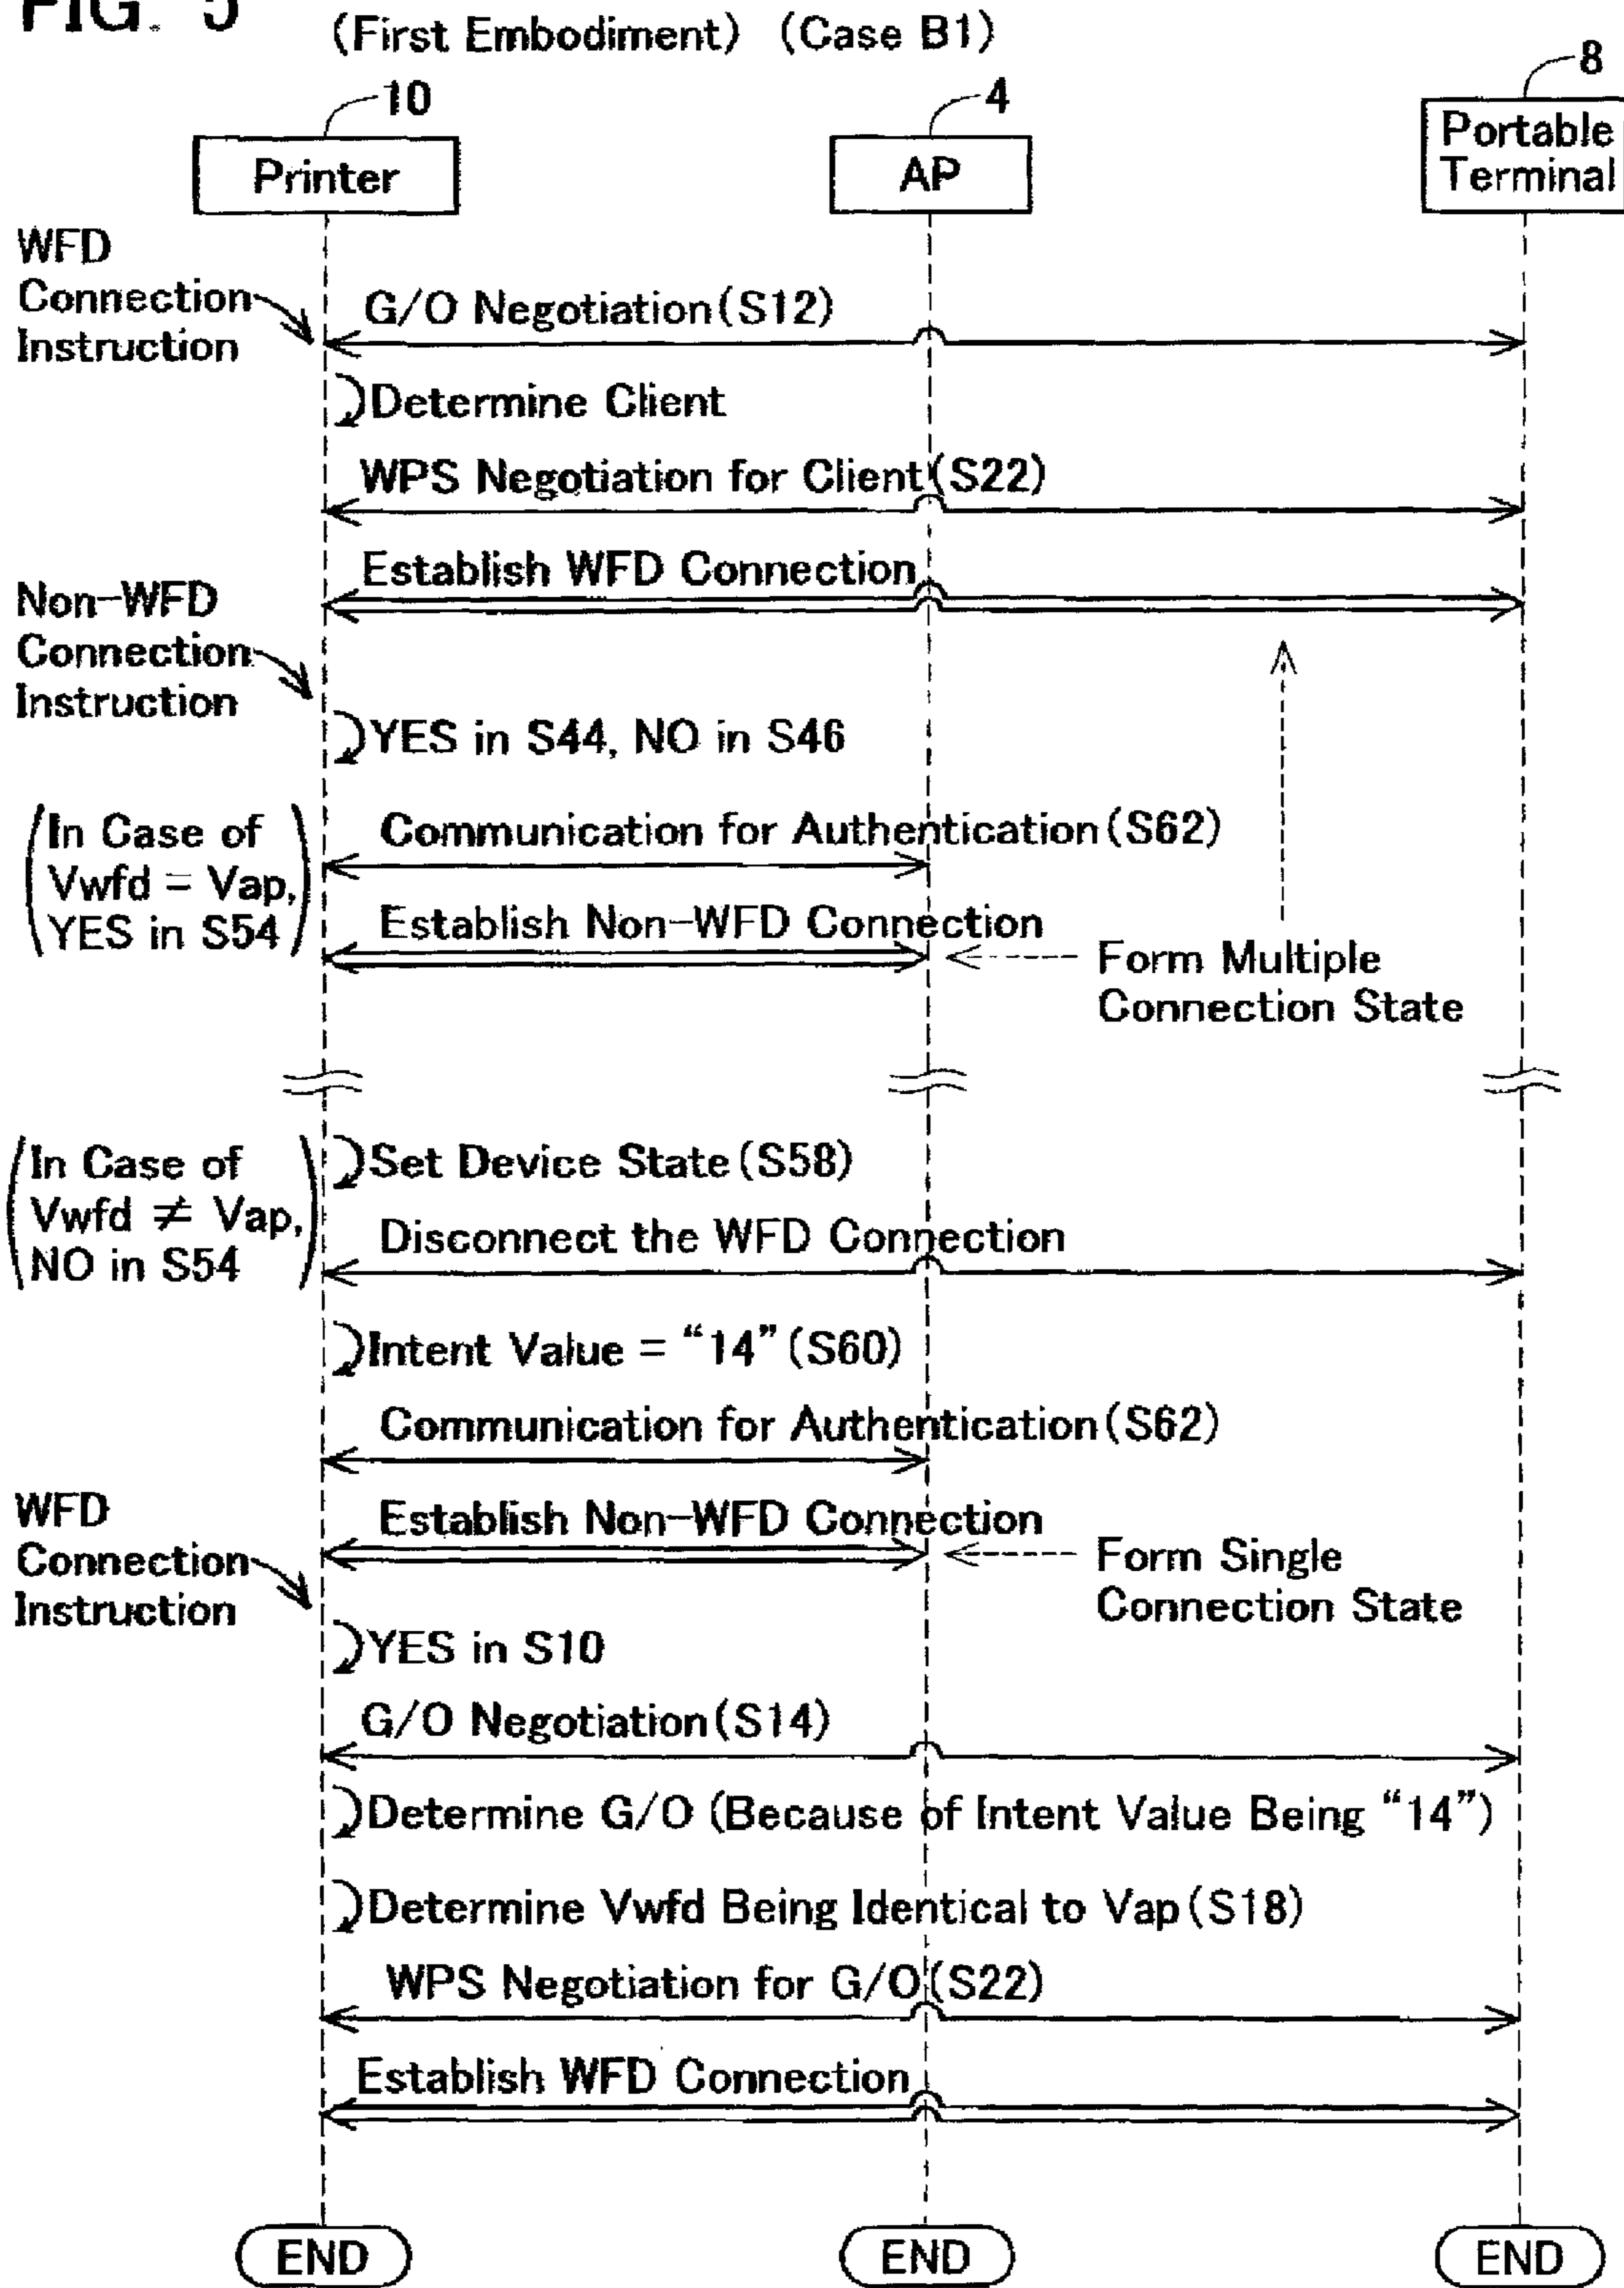 FIG. 5
(First Embodiment) (Case B1)
10
4
8
Printer
AP
Portable
Terminal
WFD
Connection
Instruction
G/O Negotiation(S12)
Determine Client
WPS Negotiation for Client(S22)
Establish WFD Connection
Non-WFD
Connection
Instruction
YES in S44, NO in S46
(In Case of
Vwfd = Vap,
YES in S54)
Communication for Authentication(S62)
Establish Non-WFD Connection
Form Multiple
Connection State
(In Case of
Vwfd ≠ Vap,
NO in S54)
Set Device State(S58)
Disconnect the WFD Connection
Intent Value = “14”(S60)
Communication for Authentication(S62)
WFD
Connection
Instruction
Establish Non-WFD Connection
Form Single
Connection State
YES in S10
G/O Negotiation(S14)
Determine G/O (Because of Intent Value Being “14”)
Determine Vwfd Being Identical to Vap(S18)
WPS Negotiation for G/O(S22)
Establish WFD Connection
END
END
END